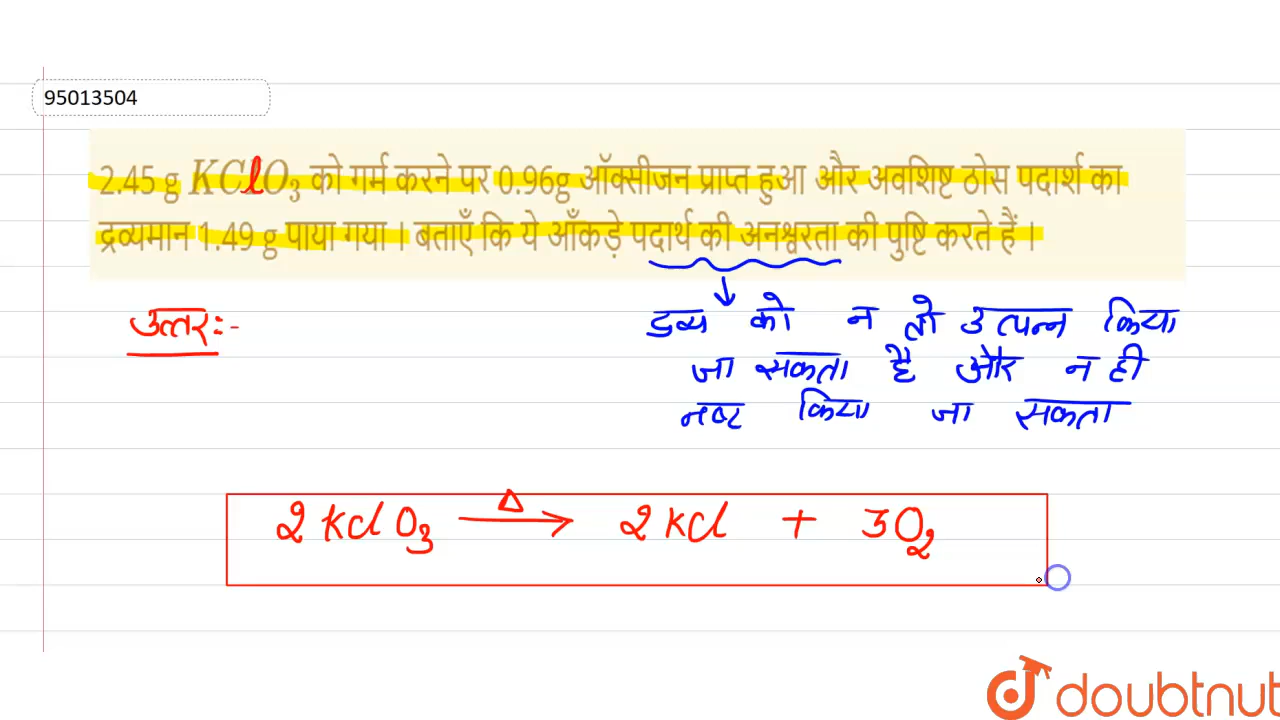 95013504
2.45 g KClO₃ को गर्म करने पर 0.96g ऑक्सीजन प्राप्त हुआ और अवशिष्ट ठोस पदार्श का
द्रव्यमान 1.49 g पाया गया । बताएँ कि ये आँकड़े पदार्थ की अनश्वरता की पुष्टि करते हैं ।
उत्तर:-
द्रव्य को न तो उत्पन्न किया
जा सकता है और न ही
नष्ट किया जा सकता
2KClO₃ —Δ→ 2KCl + 3O₂
doubtnut